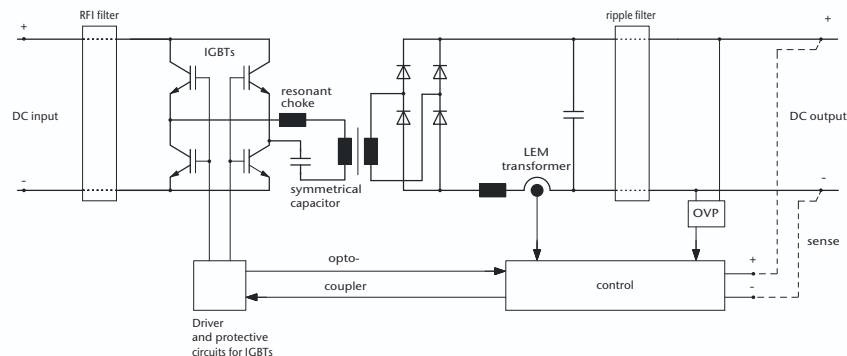 RFI filter
ripple filter
+
+
IGBTs
resonant
choke
DC input
DC output
LEM
transformer
-
-
symmetrical
capacitor
OVP
sense
opto-
+
coupler
control
-
Driver
and protective
circuits for IGBTs